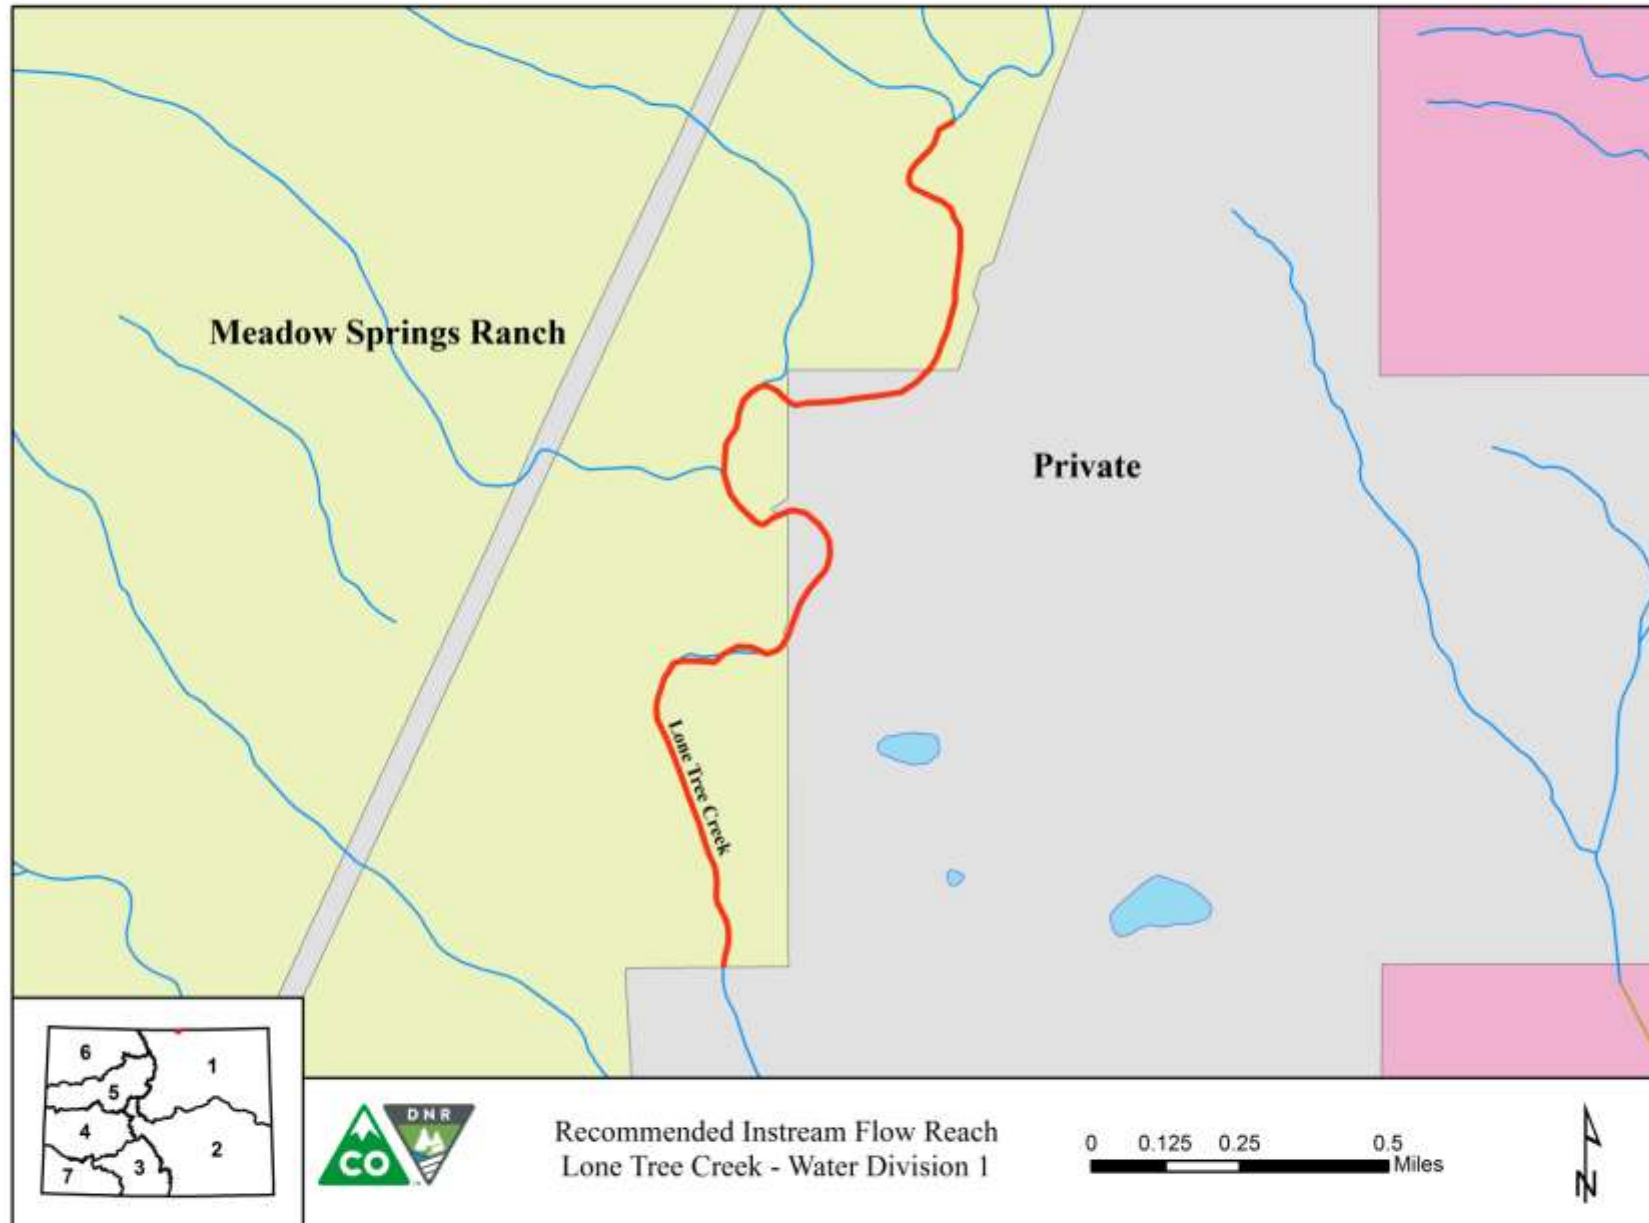 Meadow Springs Ranch
Private
Lone Tree Creek
6
1
5
4
2
3
7
DNR
CO
Recommended Instream Flow Reach
Lone Tree Creek - Water Division 1
0 0.125 0.25 0.5
Miles
N